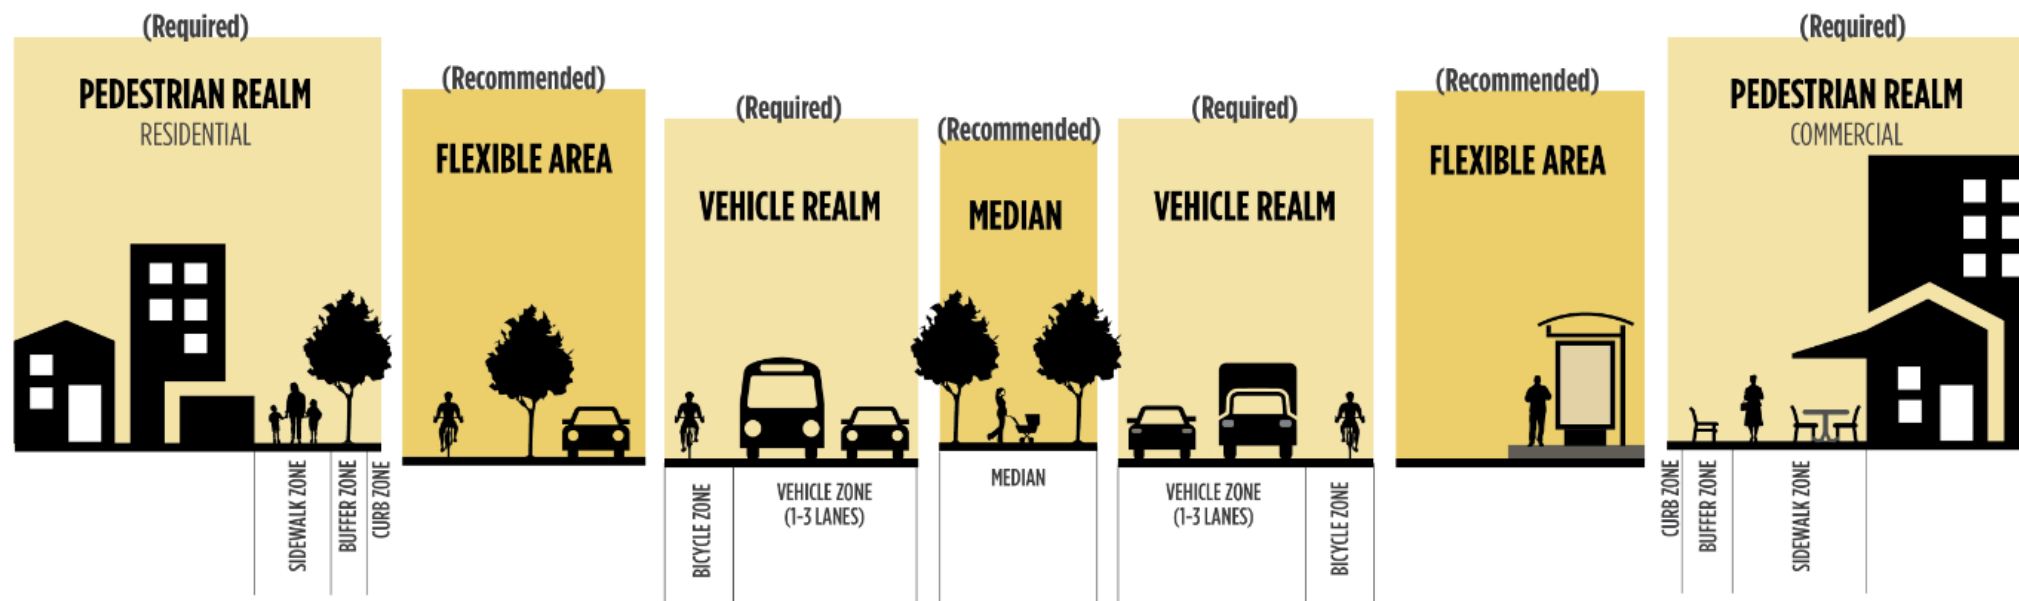 (Required)
PEDESTRIAN REALM
RESIDENTIAL
SIDEWALK ZONE
BUFFER ZONE
CURB ZONE
(Recommended)
FLEXIBLE AREA
(Required)
VEHICLE REALM
BICYCLE ZONE
VEHICLE ZONE
(1-3 LANES)
(Recommended)
MEDIAN
MEDIAN
(Required)
VEHICLE REALM
VEHICLE ZONE
(1-3 LANES)
BICYCLE ZONE
(Recommended)
FLEXIBLE AREA
(Required)
PEDESTRIAN REALM
COMMERCIAL
CURB ZONE
BUFFER ZONE
SIDEWALK ZONE